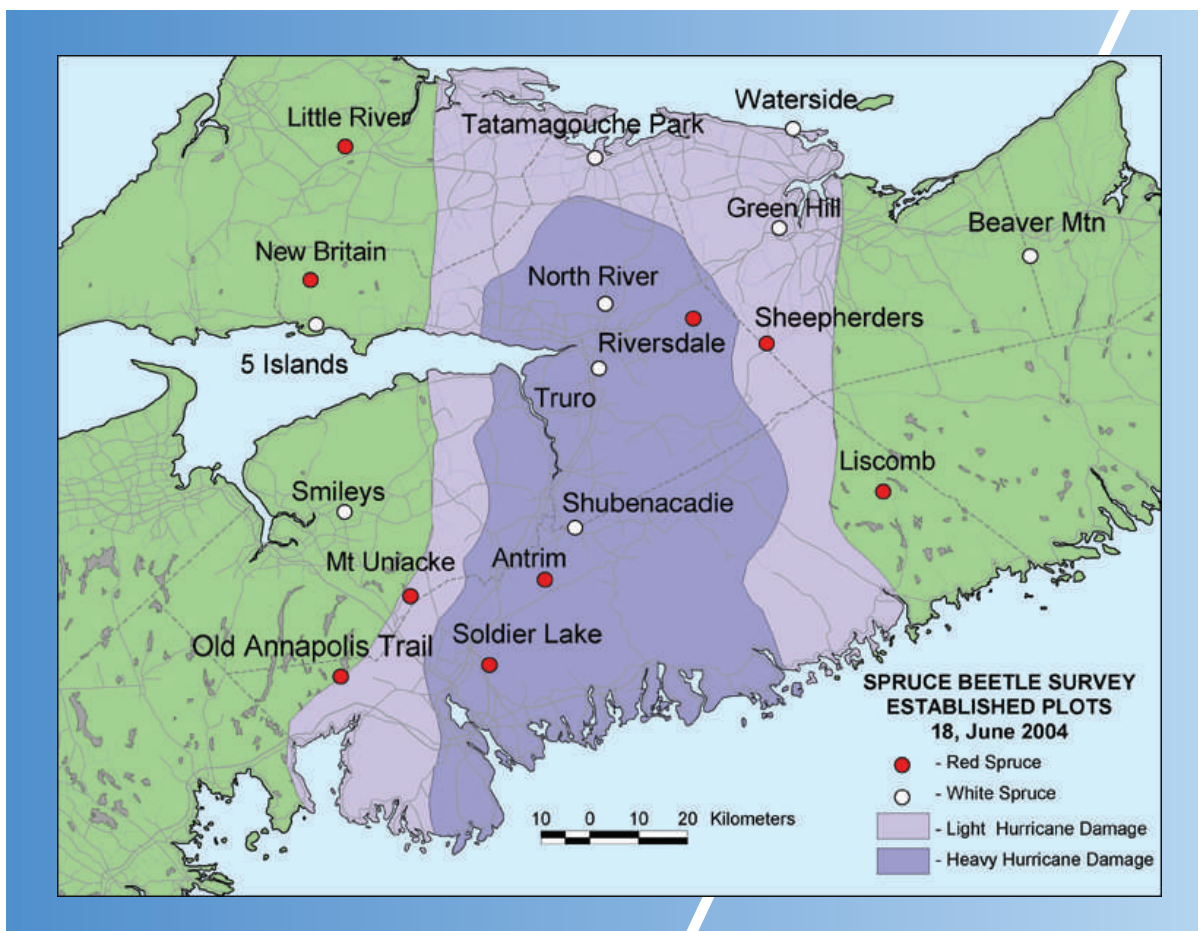 Waterside
Little River
Tatamagouche Park
Green Hill
Beaver Mtn
New Britain
North River
Sheepherders
Riversdale
5 Islands
Truro
Liscomb
Smileys
Shubenacadie
Mt Uniacke
Antrim
Old Annapolis Trail
Soldier Lake
SPRUCE BEETLE SURVEY
ESTABLISHED PLOTS
18, June 2004
- Red Spruce
- White Spruce
- Light Hurricane Damage
- Heavy Hurricane Damage
10 0 10 20 Kilometers